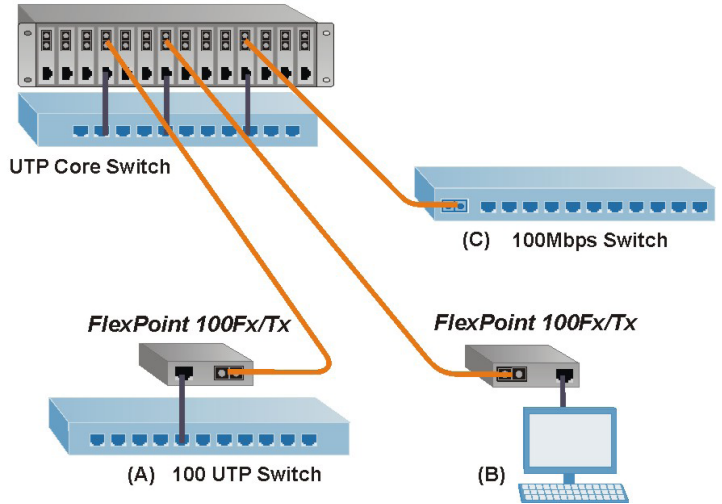 UTP Core Switch
(C) 100Mbps Switch
FlexPoint 100Fx/Tx
FlexPoint 100Fx/Tx
(A) 100 UTP Switch
(B)